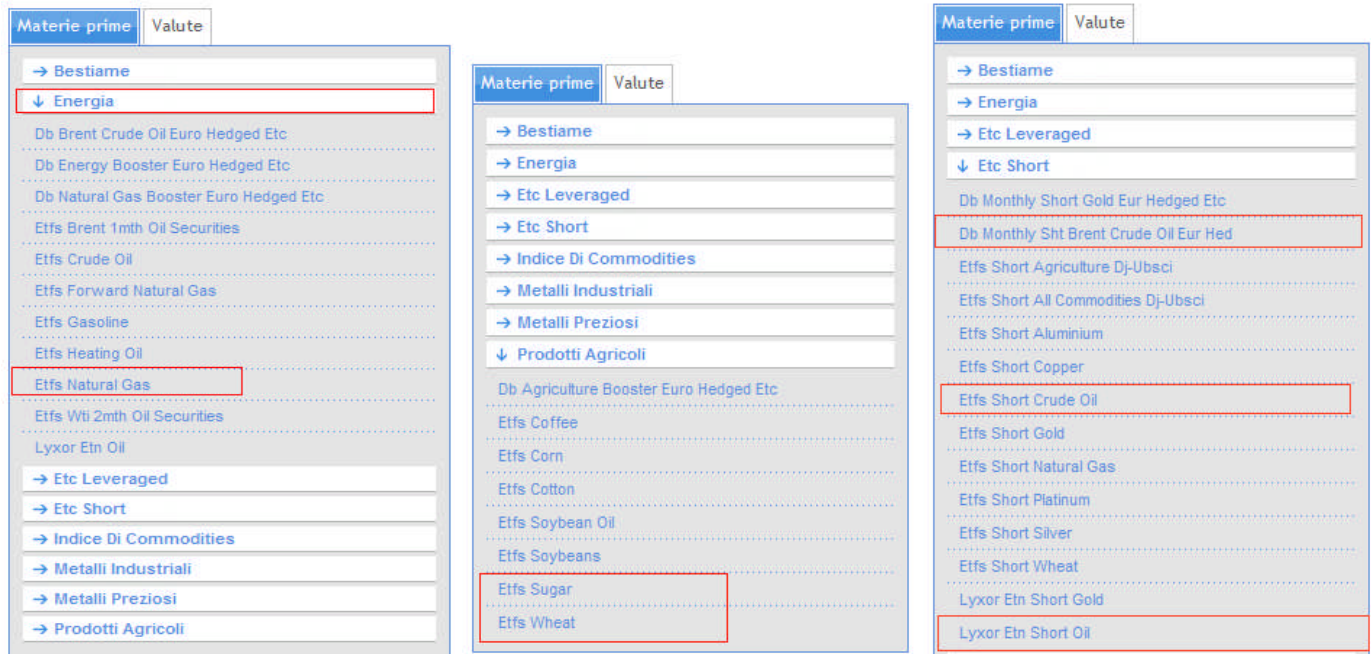 Materie prime Valute
→ Bestiame
↓ Energia
Db Brent Crude Oil Euro Hedged Etc
Db Energy Booster Euro Hedged Etc
Db Natural Gas Booster Euro Hedged Etc
Etfs Brent 1mth Oil Securities
Etfs Crude Oil
Etfs Forward Natural Gas
Etfs Gasoline
Etfs Heating Oil
Etfs Natural Gas
Etfs Wti 2mth Oil Securities
Lyxor Etn Oil
→ Etc Leveraged
→ Etc Short
→ Indice Di Commodities
→ Metalli Industriali
→ Metalli Preziosi
→ Prodotti Agricoli
Materie prime Valute
→ Bestiame
→ Energia
→ Etc Leveraged
→ Etc Short
→ Indice Di Commodities
→ Metalli Industriali
→ Metalli Preziosi
↓ Prodotti Agricoli
Db Agriculture Booster Euro Hedged Etc
Etfs Coffee
Etfs Corn
Etfs Cotton
Etfs Soybean Oil
Etfs Soybeans
Etfs Sugar
Etfs Wheat
Materie prime Valute
→ Bestiame
→ Energia
→ Etc Leveraged
↓ Etc Short
Db Monthly Short Gold Eur Hedged Etc
Db Monthly Sht Brent Crude Oil Eur Hed
Etfs Short Agriculture Dj-Ubsci
Etfs Short All Commodities Dj-Ubsci
Etfs Short Aluminium
Etfs Short Copper
Etfs Short Crude Oil
Etfs Short Gold
Etfs Short Natural Gas
Etfs Short Platinum
Etfs Short Silver
Etfs Short Wheat
Lyxor Etn Short Gold
Lyxor Etn Short Oil